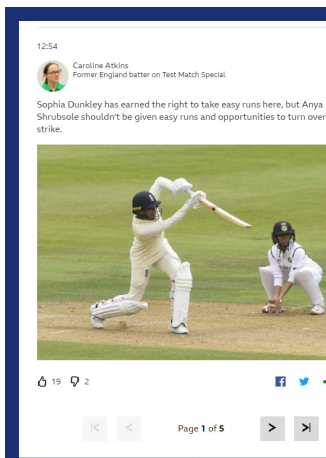 12:54
Caroline Atkins
Former England batter on Test Match Special
Sophia Dunkley has earned the right to take easy runs here, but Anya
Shrubsole shouldn't be given easy runs and opportunities to turn over
strike.
19 2
Page 1 of 5